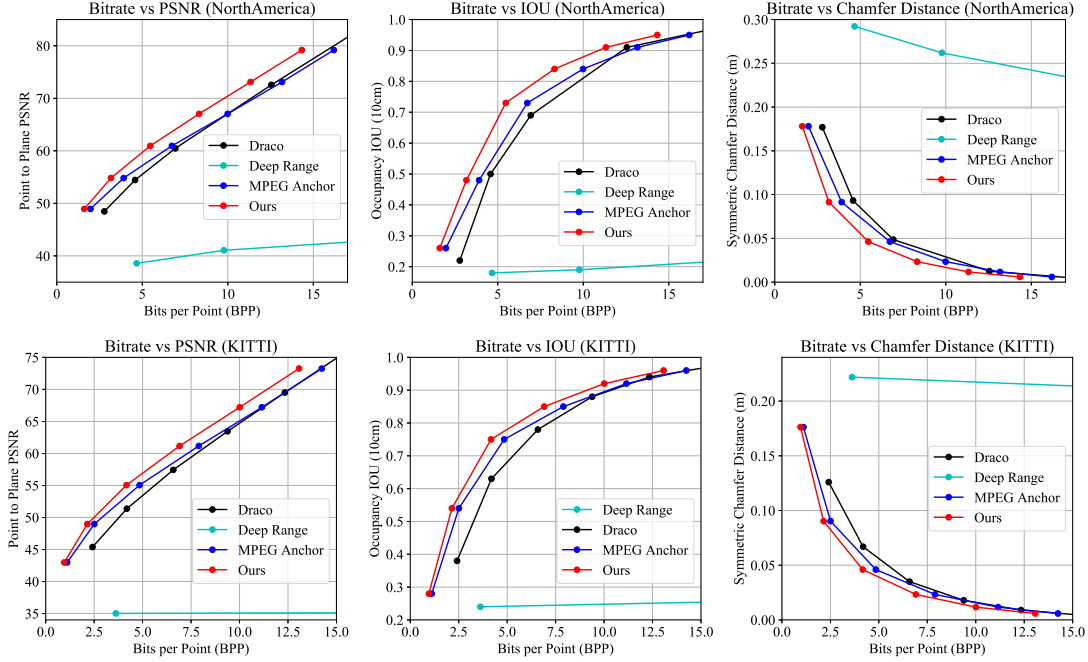 Bitrate vs PSNR (NorthAmerica)
Point to Plane PSNR
80
70
60
50
40
0
5
10
15
Bits per Point (BPP)
Draco
Deep Range
MPEG Anchor
Ours
Bitrate vs IOU (NorthAmerica)
Occupancy IOU (10cm)
1.0
0.9
0.8
0.7
0.6
0.5
0.4
0.3
0.2
0
5
10
15
Bits per Point (BPP)
Draco
Deep Range
MPEG Anchor
Ours
Bitrate vs Chamfer Distance (NorthAmerica)
Symmetric Chamfer Distance (m)
0.30
0.25
0.20
0.15
0.10
0.05
0.00
0
5
10
15
Bits per Point (BPP)
Draco
Deep Range
MPEG Anchor
Ours
Bitrate vs PSNR (KITTI)
Point to Plane PSNR
75
70
65
60
55
50
45
40
35
0.0
2.5
5.0
7.5
10.0
12.5
15.0
Bits per Point (BPP)
Draco
Deep Range
MPEG Anchor
Ours
Bitrate vs IOU (KITTI)
Occupancy IOU (10cm)
1.0
0.9
0.8
0.7
0.6
0.5
0.4
0.3
0.2
0.0
2.5
5.0
7.5
10.0
12.5
15.0
Bits per Point (BPP)
Deep Range
Draco
MPEG Anchor
Ours
Bitrate vs Chamfer Distance (KITTI)
Symmetric Chamfer Distance (m)
0.20
0.15
0.10
0.05
0.00
0.0
2.5
5.0
7.5
10.0
12.5
15.0
Bits per Point (BPP)
Draco
Deep Range
MPEG Anchor
Ours